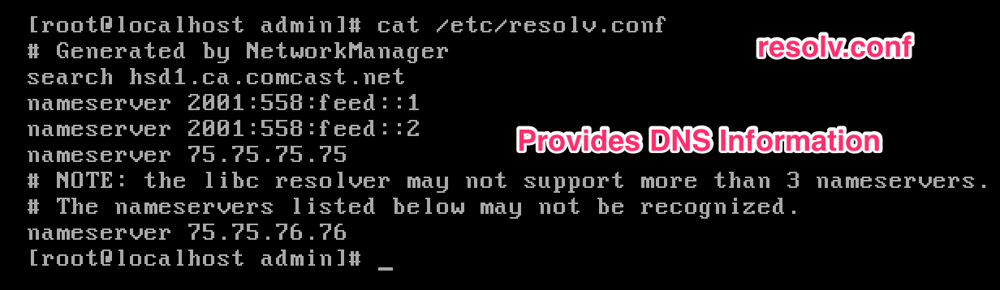 [root@localhost admin]# cat /etc/resolv.conf
resolv.conf
# Generated by NetworkManager
search hsd1.ca.comcast.net
nameserver 2001:558:feed::1
nameserver 2001:558:feed::2
Provides DNS Information
nameserver 75.75.75.75
# NOTE: the libc resolver may not support more than 3 nameservers.
# The nameservers listed below may not be recognized.
nameserver 75.75.76.76
[root@localhost admin]# _